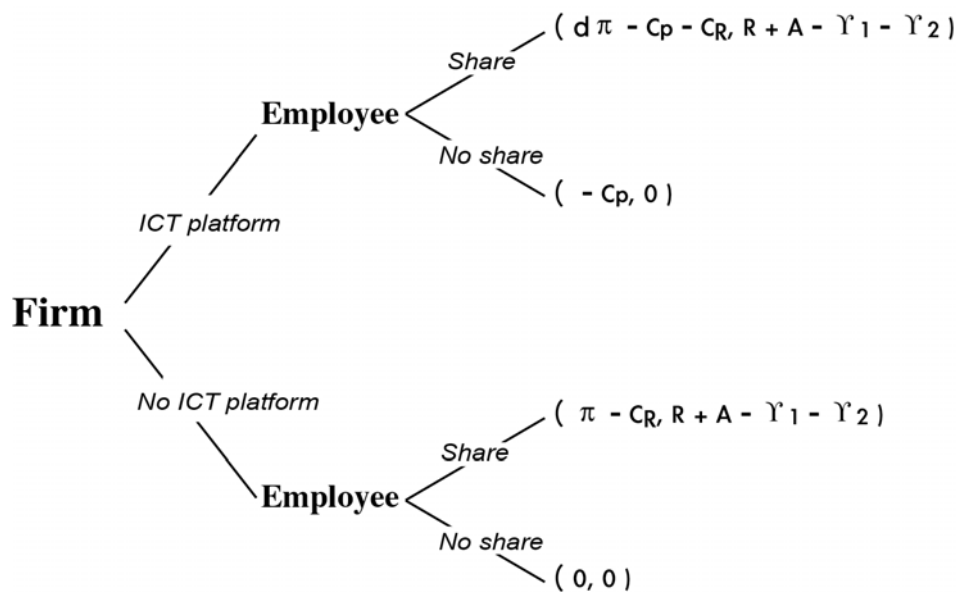 ( d π - Cp - CR, R + A - ϒ1 - ϒ2 )
Share
Employee
No share
( - Cp, 0 )
ICT platform
Firm
No ICT platform
( π - CR, R + A - ϒ1 - ϒ2 )
Share
Employee
No share
( 0, 0 )